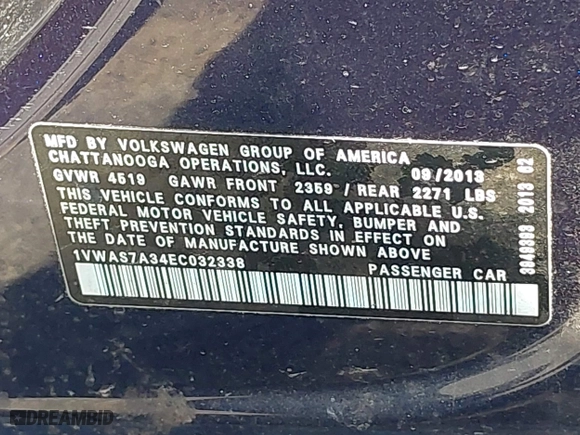 MFD BY VOLKSWAGEN GROUP OF AMERICA
CHATTANOOGA OPERATIONS, LLC. 09/2013
GVWR 4519 GAWR FRONT 2359 / REAR 2271 LBS
THIS VEHICLE CONFORMS TO ALL APPLICABLE U.S.
FEDERAL MOTOR VEHICLE SAFETY, BUMPER AND
THEFT PREVENTION STANDARDS IN EFFECT ON
THE DATE OF MANUFACTURE SHOWN ABOVE
1VWAS7A34EC032338 PASSENGER CAR
3949393 2013 02
DREAMBID